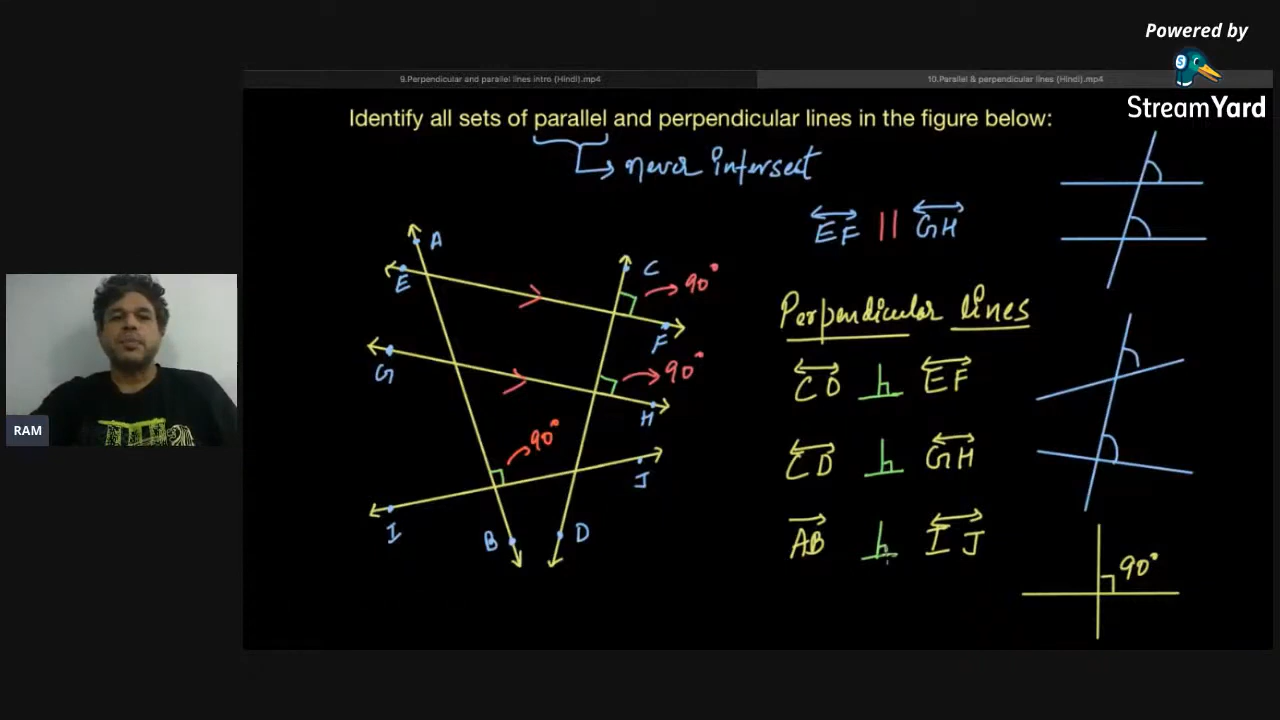 Powered by
StreamYard
9.Perpendicular and parallel lines intro (Hindi).mp4
10.Parallel & perpendicular lines (Hindi).mp4
Identify all sets of parallel and perpendicular lines in the figure below:
never intersect
EF || GH
A
E
C
90°
F
Perpendicular lines
G
90°
CD ⊥ EF
H
90°
CD ⊥ GH
J
I
B
D
AB ⊥ IJ
90°
RAM